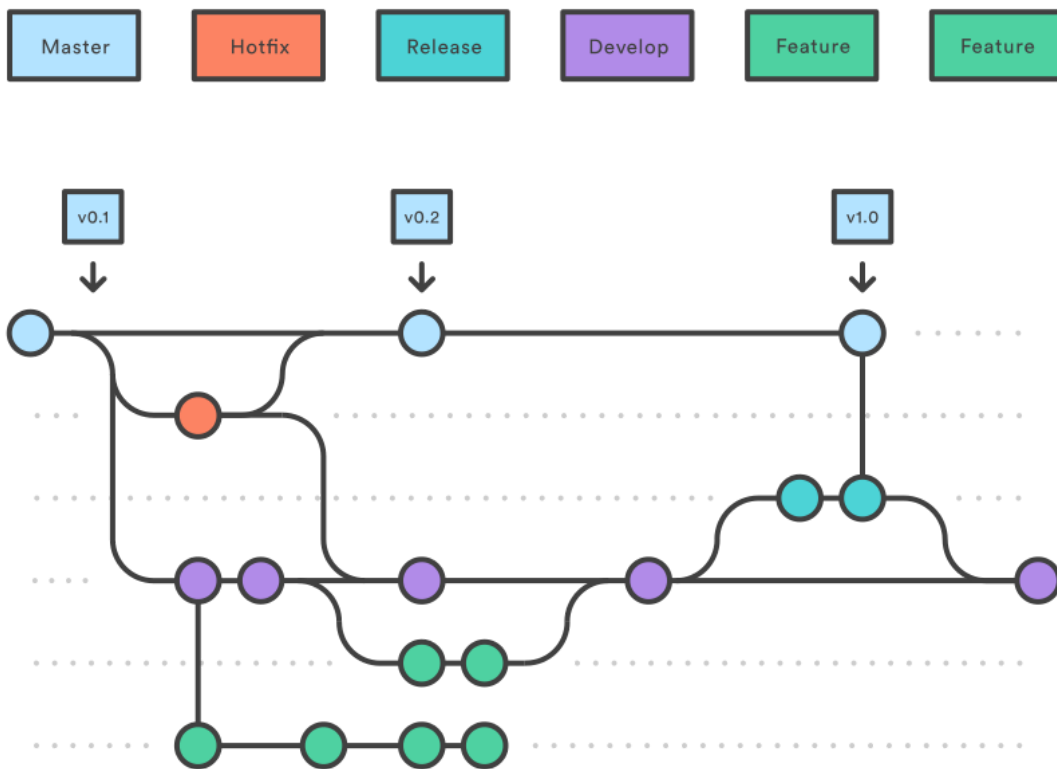 Master
Hotfix
Release
Develop
Feature
Feature
v0.1
v0.2
v1.0